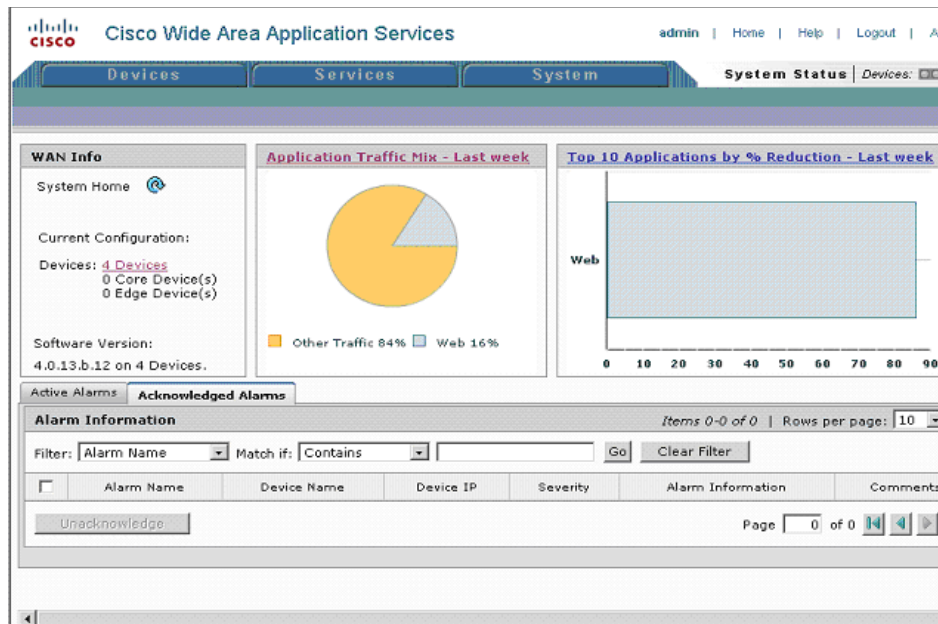 CISCO Cisco Wide Area Application Services admin | Home | Help | Logout |
Devices Services System System Status | Devices:
WAN Info
System Home
Current Configuration:
Devices: 4 Devices
0 Core Device(s)
0 Edge Device(s)
Software Version:
4.0.13.b.12 on 4 Devices.
Application Traffic Mix - Last week
Other Traffic 84% Web 16%
Top 10 Applications by % Reduction - Last week
Web
0 10 20 30 40 50 60 70 80 90
Active Alarms Acknowledged Alarms
Alarm Information Items 0-0 of 0 | Rows per page: 10
Filter: Alarm Name Match if: Contains Go Clear Filter
Alarm Name Device Name Device IP Severity Alarm Information Comments
Unacknowledge Page 0 of 0